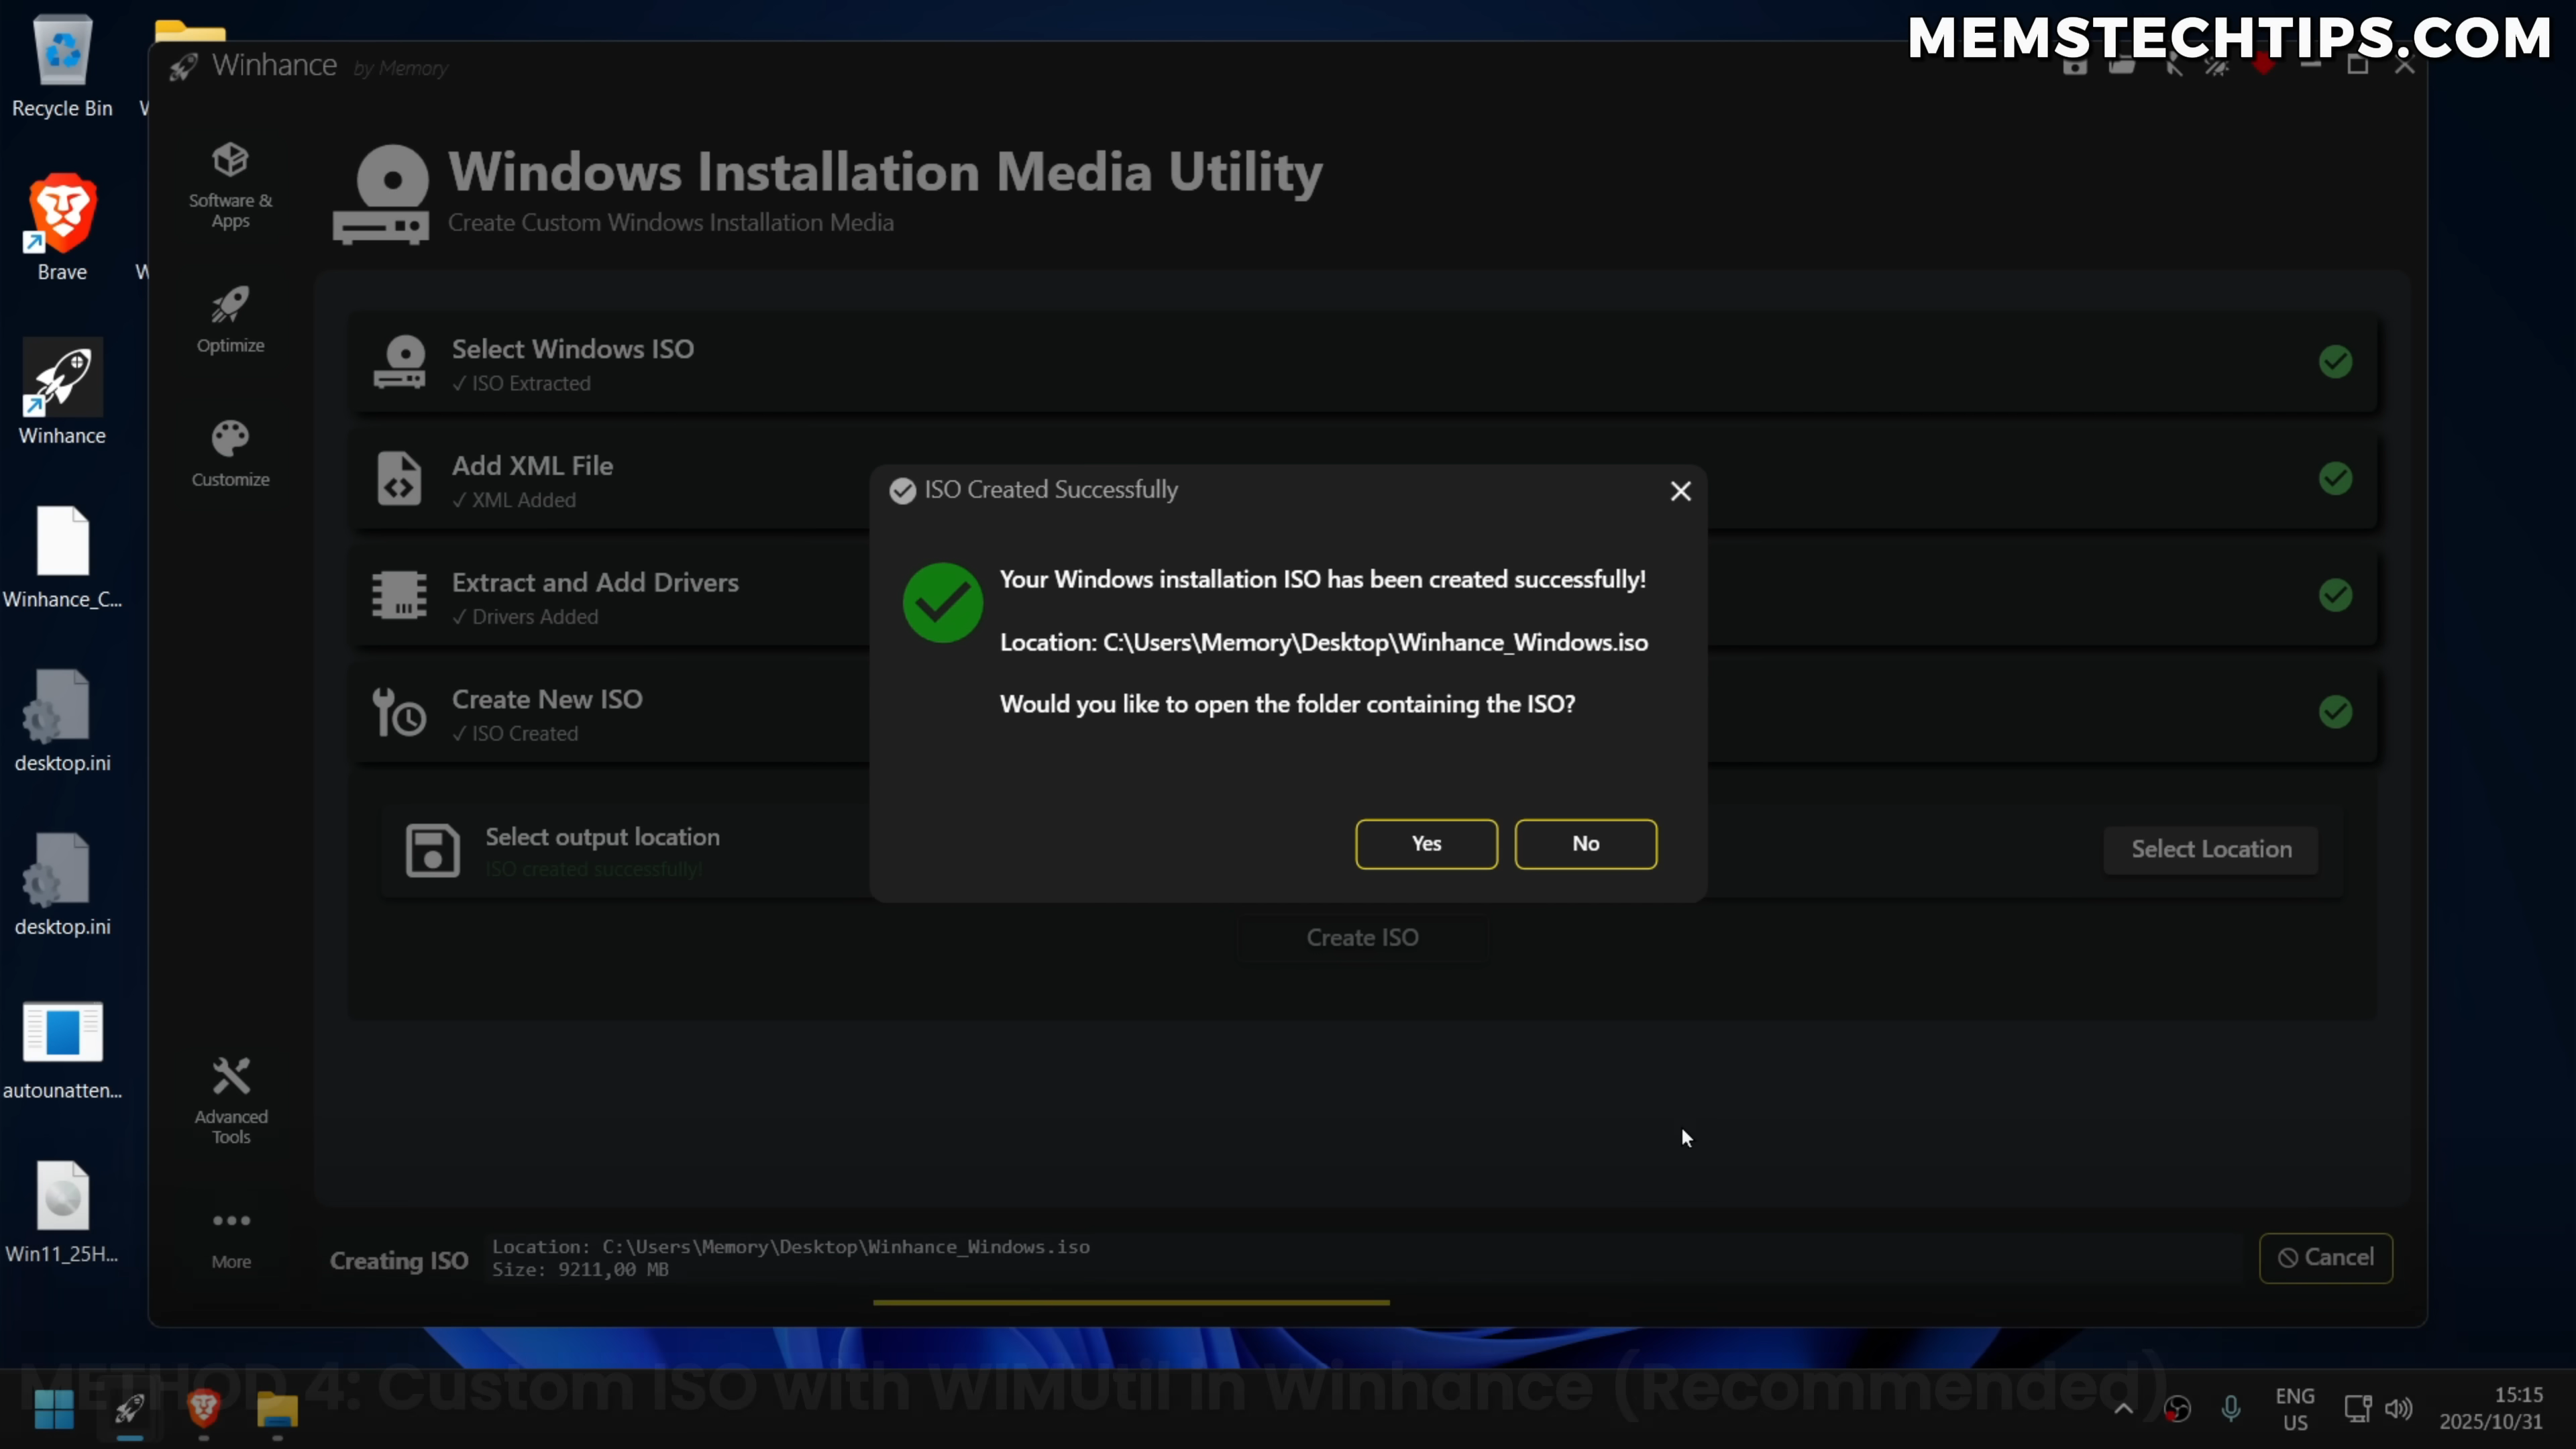 MEMSTECHTIPS.COM
Winhance by Memory
Recycle Bin
Brave
Winhance
Winhance_C...
desktop.ini
desktop.ini
autounatten...
Win11_25H...
Software &
Apps
Optimize
Customize
Advanced
Tools
More
Windows Installation Media Utility
Create Custom Windows Installation Media
Select Windows ISO
✓ ISO Extracted
Add XML File
✓ XML Added
Extract and Add Drivers
✓ Drivers Added
Create New ISO
✓ ISO Created
Select output location
ISO created successfully!
Select Location
Create ISO
ISO Created Successfully
Your Windows installation ISO has been created successfully!
Location: C:\Users\Memory\Desktop\Winhance_Windows.iso
Would you like to open the folder containing the ISO?
Yes
No
Creating ISO
Location: C:\Users\Memory\Desktop\Winhance_Windows.iso
Size: 9211,00 MB
Cancel
METHOD 4: Custom ISO with WIMUtil in Winhance (Recommended)
ENG
US
15:15
2025/10/31